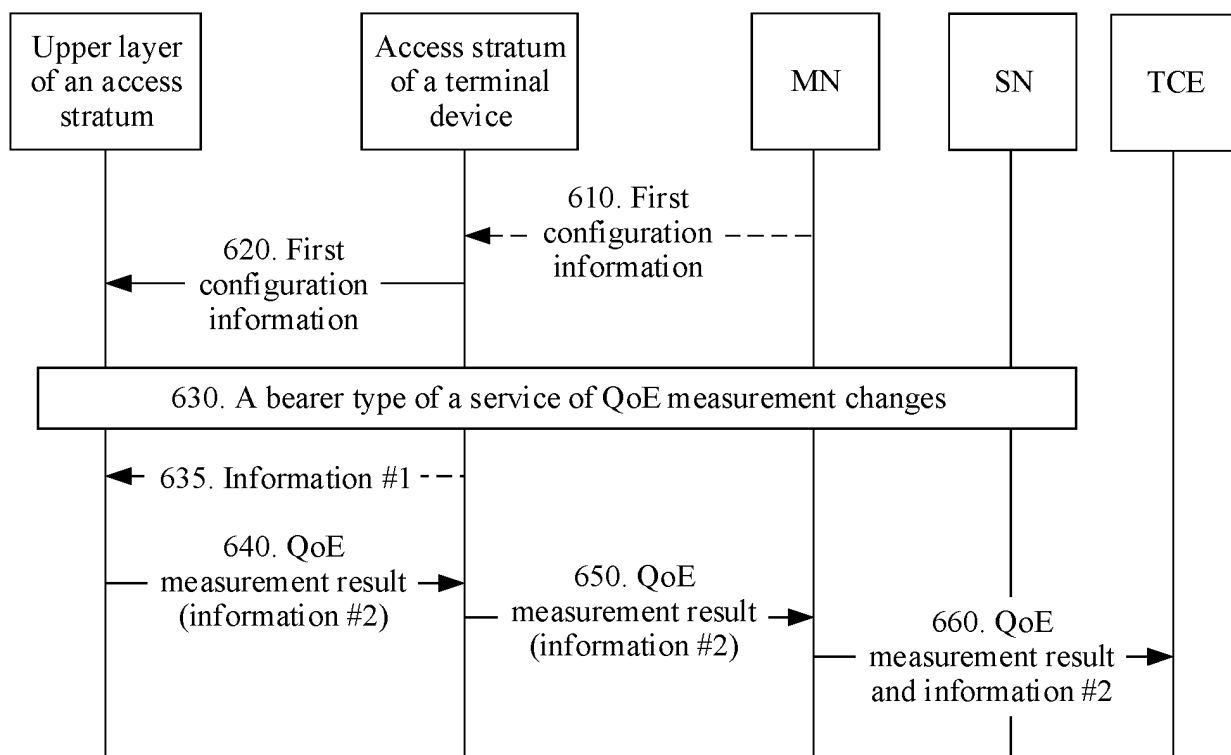 Upper layer
of an access
stratum
Access stratum
of a terminal
device
MN
SN
TCE
610. First
configuration
information
620. First
configuration
information
630. A bearer type of a service of QoE measurement changes
635. Information #1
640. QoE
measurement result
(information #2)
650. QoE
measurement result
(information #2)
660. QoE
measurement result
and information #2